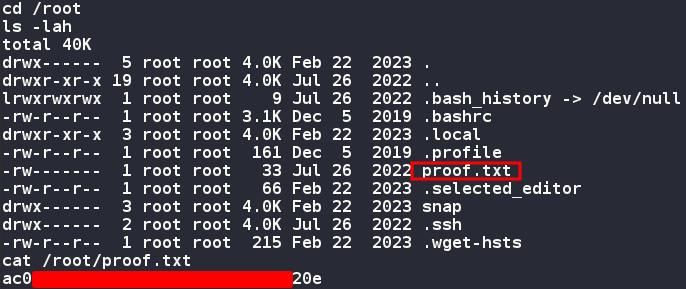 cd /root
ls -lah
total 40K
drwx------  5 root root 4.0K Feb 22  2023 .
drwxr-xr-x 19 root root 4.0K Jul 26  2022 ..
lrwxrwxrwx  1 root root    9 Jul 26  2022 .bash_history -> /dev/null
-rw-r--r--  1 root root 3.1K Dec  5  2019 .bashrc
drwxr-xr-x  3 root root 4.0K Feb 22  2023 .local
-rw-r--r--  1 root root  161 Dec  5  2019 .profile
-rw-------  1 root root   33 Jul 26  2022 proof.txt
-rw-r--r--  1 root root   66 Feb 22  2023 .selected_editor
drwx------  3 root root 4.0K Feb 22  2023 snap
drwx------  2 root root 4.0K Jul 26  2022 .ssh
-rw-r--r--  1 root root  215 Feb 22  2023 .wget-hsts
cat /root/proof.txt
ac0 20e